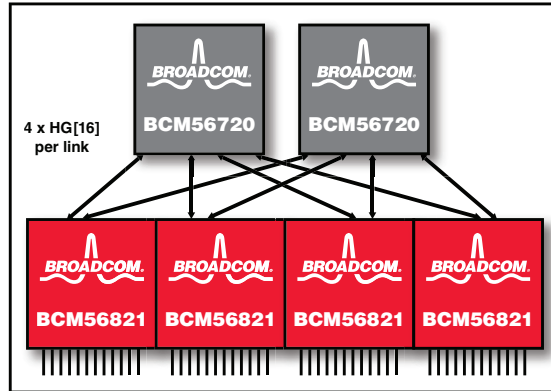 BROADCOM.
BCM56720
BROADCOM.
BCM56720
4 x HG[16]
per link
BROADCOM.
BCM56821
BROADCOM.
BCM56821
BROADCOM.
BCM56821
BROADCOM.
BCM56821